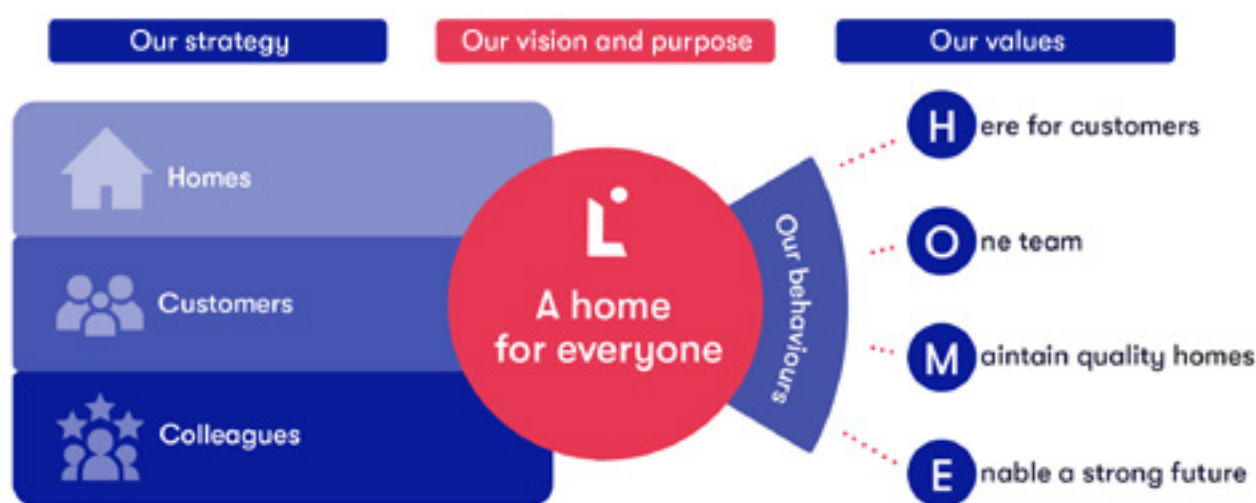 Our strategy
Our vision and purpose
Our values
Homes
Customers
Colleagues
L
A home
for everyone
Our behaviours
Here for customers
One team
Maintain quality homes
Enable a strong future